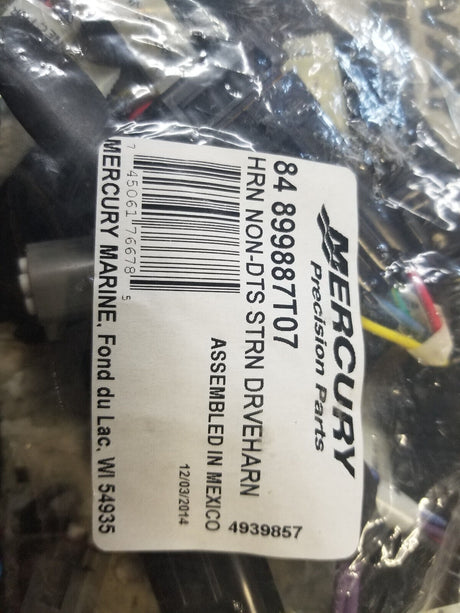 MERCURY
Precision Parts
84 899887T07
HRN NON-DTS STRN DRVEHARN
ASSEMBLED IN MEXICO
12/03/2014
4939857
7 45061 76678 5
MERCURY MARINE, Fond du Lac, WI 54935